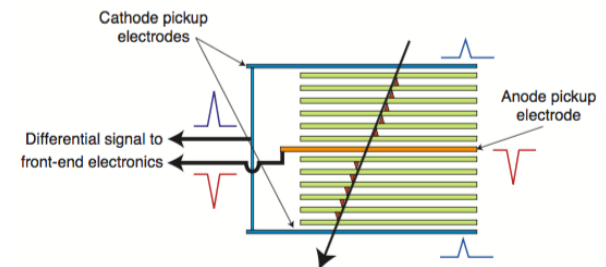 Cathode pickup
electrodes
Anode pickup
electrode
Differential signal to
front-end electronics